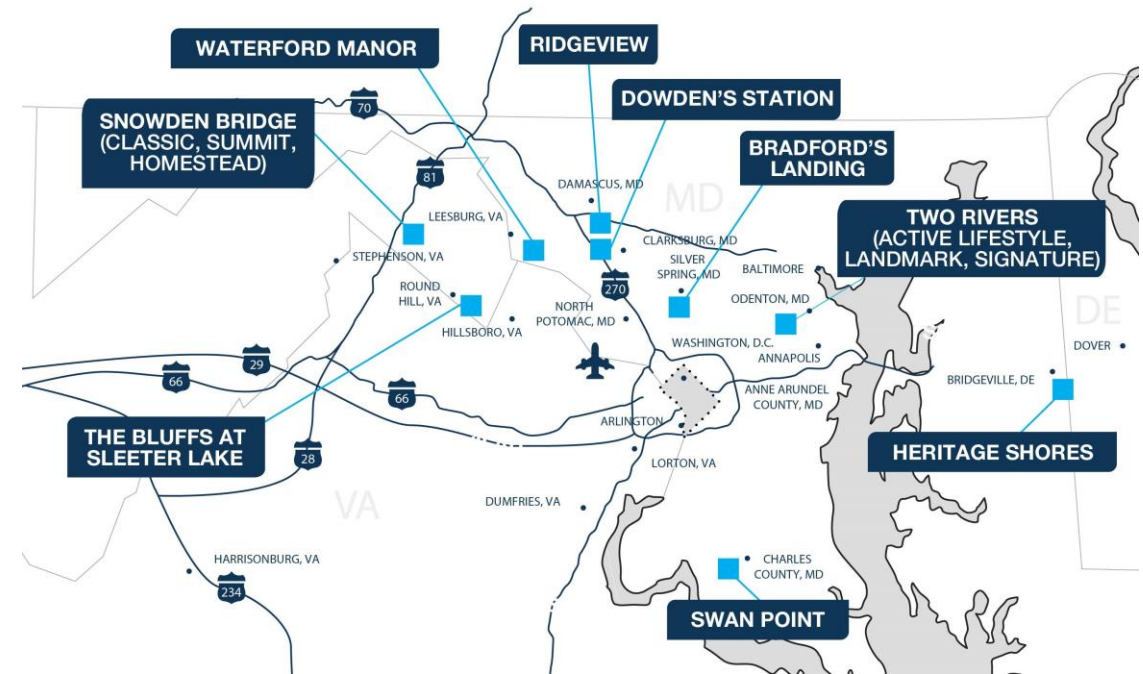 WATERFORD MANOR
RIDGEVIEW
DOWDEN'S STATION
SNOWDEN BRIDGE
(CLASSIC, SUMMIT,
HOMESTEAD)
BRADFORD'S
LANDING
TWO RIVERS
(ACTIVE LIFESTYLE,
LANDMARK, SIGNATURE)
70
81
DAMASCUS, MD
MD
LEESBURG, VA
CLARKSBURG, MD
STEPHENSON, VA
SILVER
SPRING, MD
BALTIMORE
270
ROUND
HILL, VA
ODENTON, MD
DE
NORTH
POTOMAC, MD
HILLSBORO, VA
WASHINGTON, D.C.
DOVER
ANNAPOLIS
29
66
66
BRIDGEVILLE, DE
ANNE ARUNDEL
COUNTY, MD
ARLINGTON
THE BLUFFS AT
SLEETER LAKE
28
HERITAGE SHORES
LORTON, VA
VA
DUMFRIES, VA
HARRISONBURG, VA
CHARLES
COUNTY, MD
234
SWAN POINT